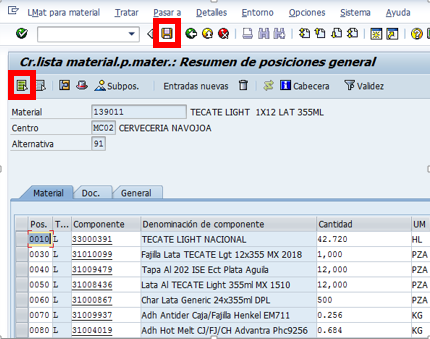 LMat para material Tratar Pasar a Detalles Entorno Opciones Sistema Ayuda
Cr.lista material.p.mater.: Resumen de posiciones general
Subpos. Entradas nuevas Cabecera Validez
Material 139011 TECATE LIGHT 1X12 LAT 355ML
Centro MC02 CERVECERIA NAVOJOA
Alternativa 91
Material Doc. General
Pos. T... Componente Denominación de componente Cantidad UM
0010 L 33000391 TECATE LIGHT NACIONAL 42.720 HL
0030 L 31010099 Fajilla Lata TECATE Lgt 12x355 MX 2018 1,000 PZA
0040 L 31009479 Tapa Al 202 ISE Ect Plata Aguila 12,000 PZA
0050 L 31008436 Lata Al TECATE Light 355ml MX 1510 12,000 PZA
0060 L 31000867 Char Lata Generic 24x355ml DPL 500 PZA
0070 L 31009937 Adh Antider Caja/Fajilla Henkel EM711 0.256 KG
0080 L 31004019 Adh Hot Melt CJ/FJ/CH Advantra Phc9256 0.684 KG